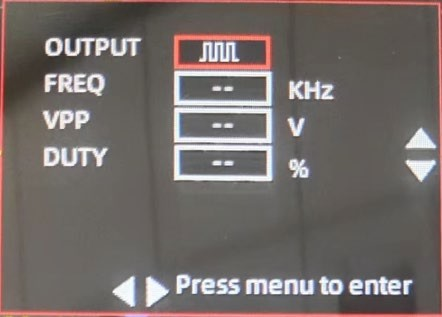 OUTPUT
FREQ -- KHz
VPP -- V
DUTY -- %
Press menu to enter